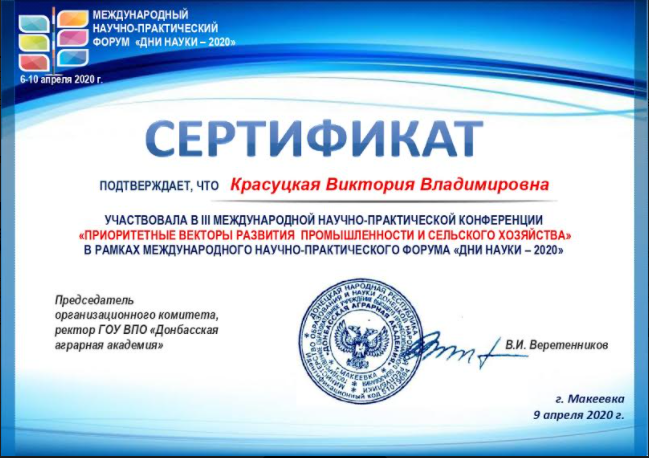 МЕЖДУНАРОДНЫЙ
НАУЧНО-ПРАКТИЧЕСКИЙ
ФОРУМ «ДНИ НАУКИ – 2020»
6-10 апреля 2020 г.
СЕРТИФИКАТ
ПОДТВЕРЖДАЕТ, ЧТО Красуцкая Виктория Владимировна
УЧАСТВОВАЛА В III МЕЖДУНАРОДНОЙ НАУЧНО-ПРАКТИЧЕСКОЙ КОНФЕРЕНЦИИ
«ПРИОРИТЕТНЫЕ ВЕКТОРЫ РАЗВИТИЯ ПРОМЫШЛЕННОСТИ И СЕЛЬСКОГО ХОЗЯЙСТВА»
В РАМКАХ МЕЖДУНАРОДНОГО НАУЧНО-ПРАКТИЧЕСКОГО ФОРУМА «ДНИ НАУКИ – 2020»
Председатель
организационного комитета,
ректор ГОУ ВПО «Донбасская
аграрная академия»
ДОНЕЦКАЯ НАРОДНАЯ РЕСПУБЛИКА
ДОНБАССКАЯ АГРАРНАЯ АКАДЕМИЯ
Г. МАКЕЕВКА
В.И. Веретенников
г. Макеевка
9 апреля 2020 г.